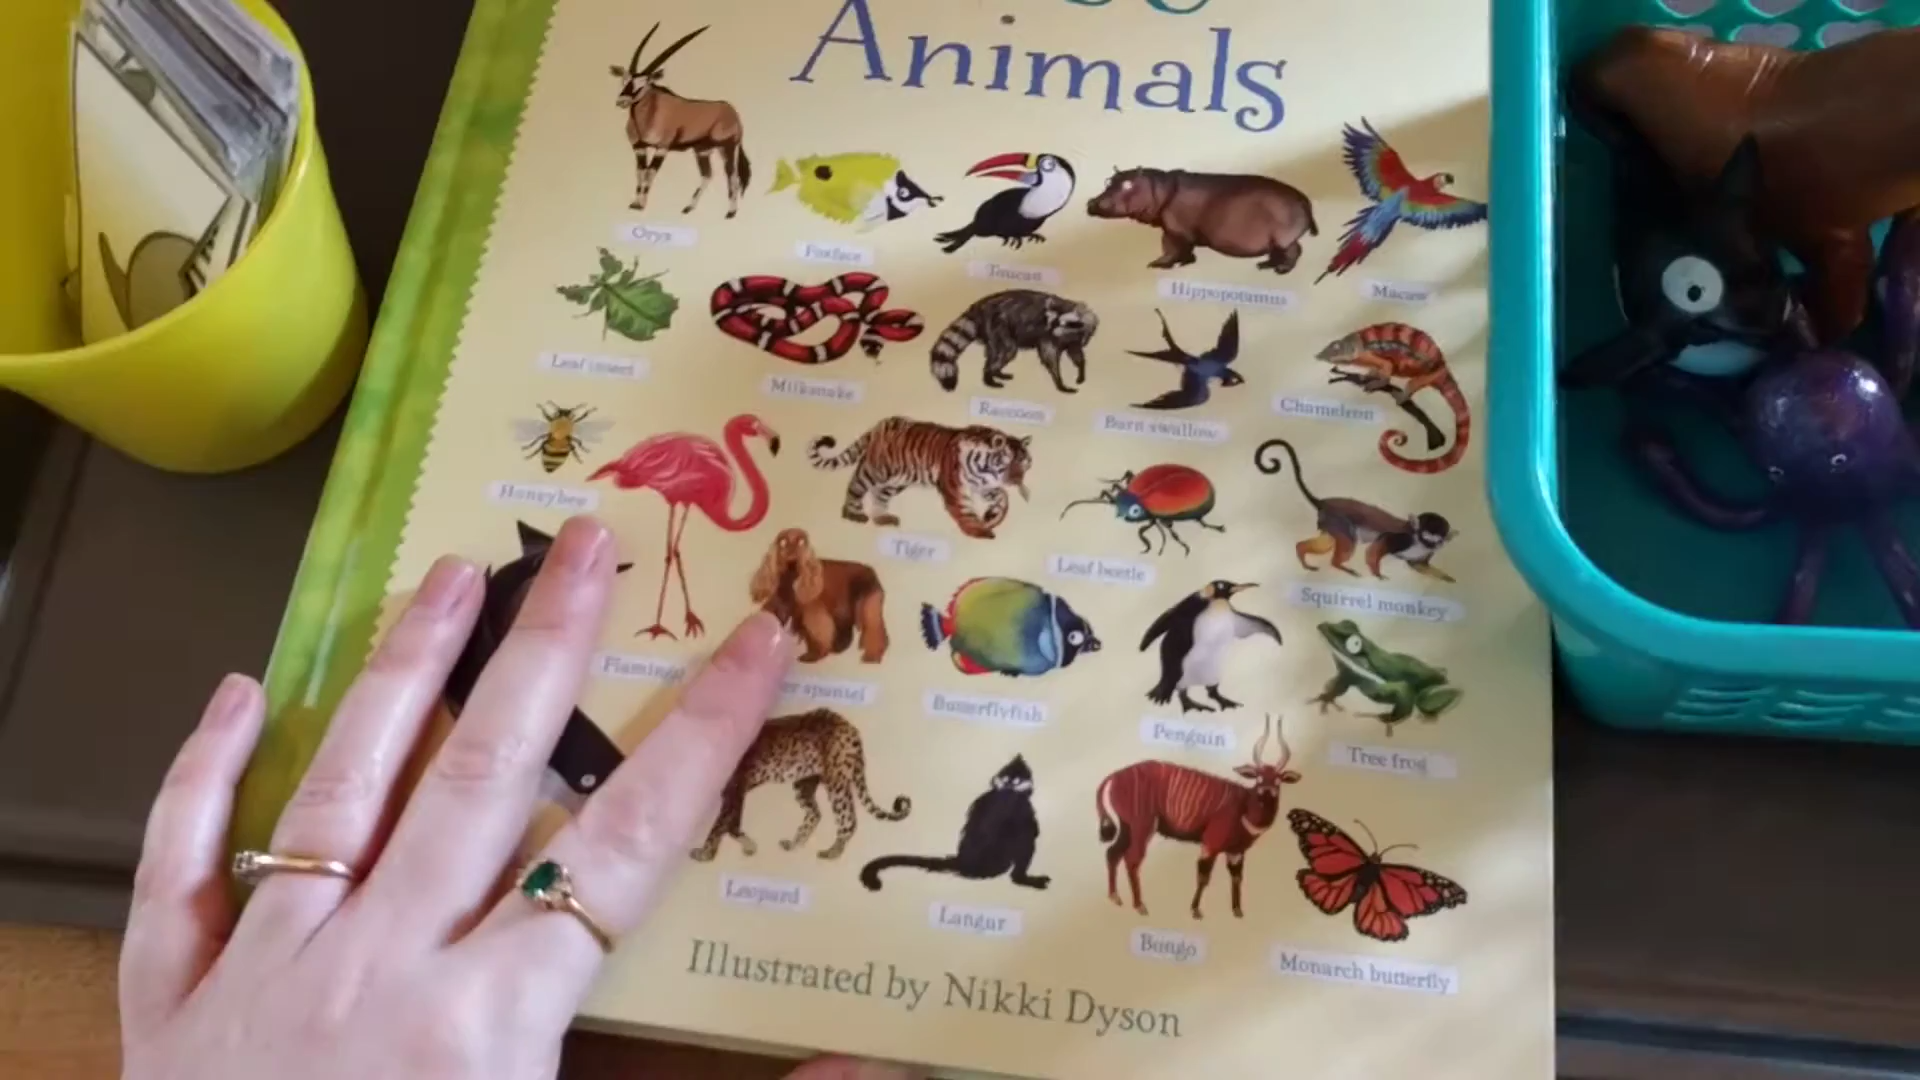 Animals
Oryx
Foxface
Toucan
Hippopotamus
Macaw
Leaf insect
Milksnake
Raccoon
Barn swallow
Chameleon
Honeybee
Tiger
Leaf beetle
Squirrel monkey
Flamingo
spaniel
Butterflyfish
Penguin
Tree frog
Leopard
Langur
Bongo
Monarch butterfly
Illustrated by Nikki Dyson